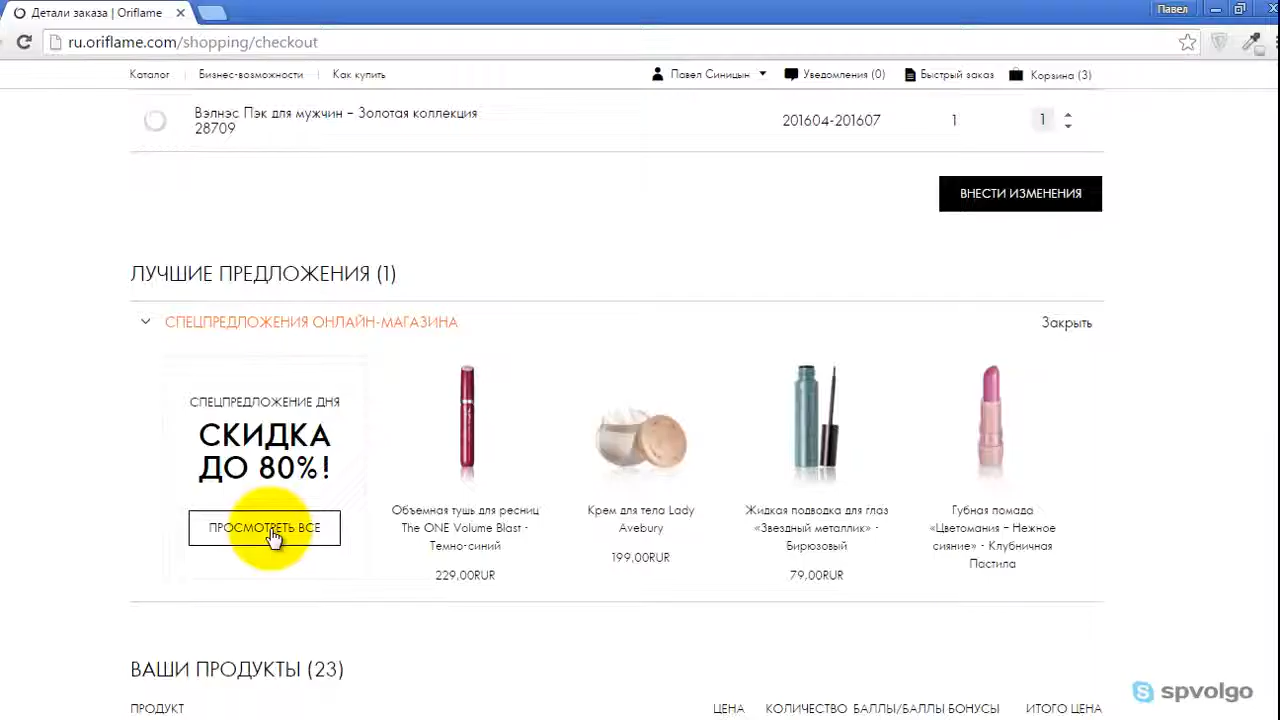 Детали заказа | Oriflame
Павел
ru.oriflame.com/shopping/checkout
Каталог Бизнес-возможности Как купить Павел Синицын Уведомления (0) Быстрый заказ Корзина (3)
Вэлнэс Пэк для мужчин – Золотая коллекция
28709
201604-201607 1 1
ВНЕСТИ ИЗМЕНЕНИЯ
ЛУЧШИЕ ПРЕДЛОЖЕНИЯ (1)
СПЕЦПРЕДЛОЖЕНИЯ ОНЛАЙН-МАГАЗИНА Закрыть
СПЕЦПРЕДЛОЖЕНИЕ ДНЯ
СКИДКА
ДО 80%!
ПРОСМОТРЕТЬ ВСЕ
Объемная тушь для ресниц
The ONE Volume Blast -
Темно-синий
229,00RUR
Крем для тела Lady
Avebury
199,00RUR
Жидкая подводка для глаз
«Звездный металлик» -
Бирюзовый
79,00RUR
Губная помада
«Цветомания – Нежное
сияние» - Клубничная
Пастила
ВАШИ ПРОДУКТЫ (23)
ПРОДУКТ ЦЕНА КОЛИЧЕСТВО БАЛЛЫ/БАЛЛЫ БОНУСЫ ИТОГО ЦЕНА
spvolgo